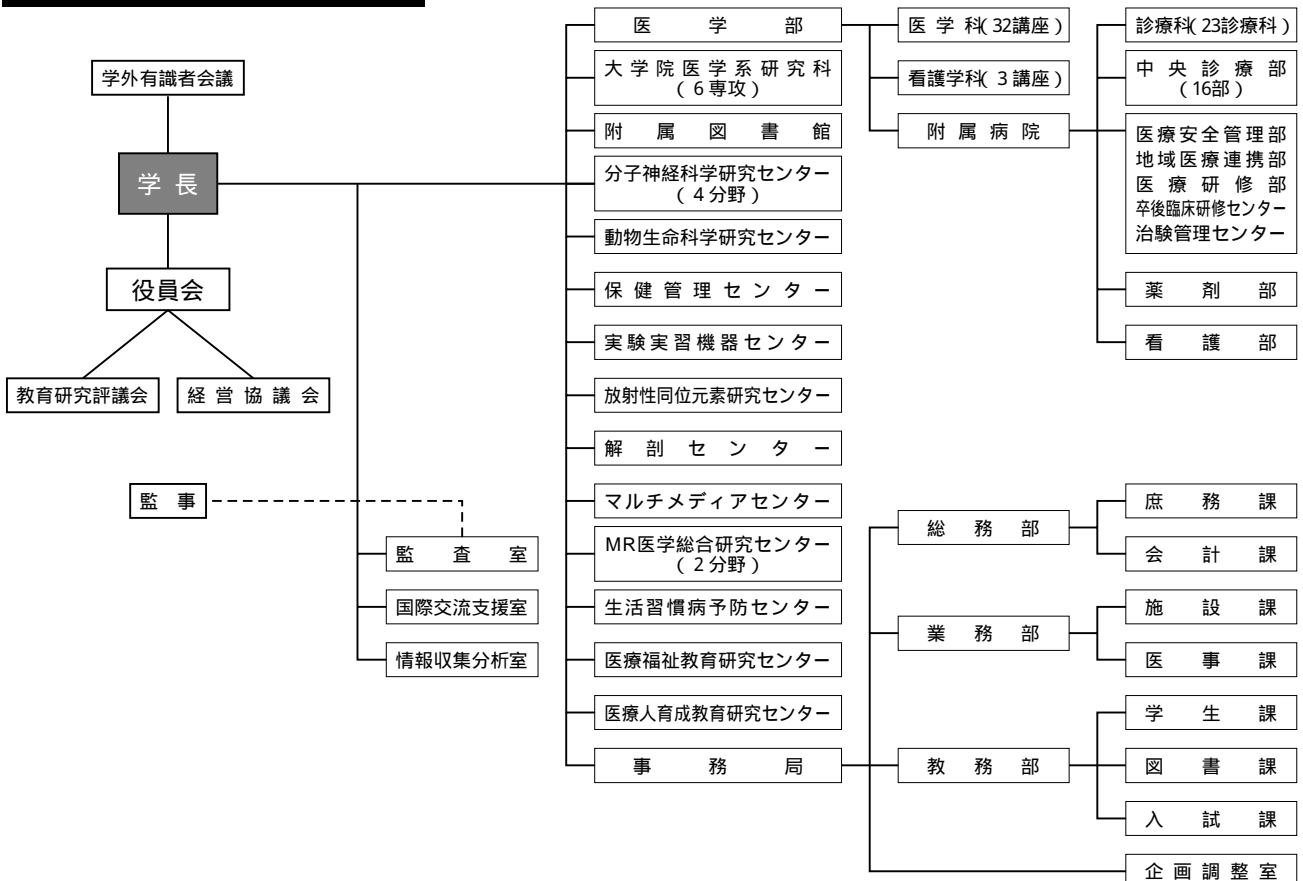 学外有識者会議
学長
役員会
教育研究評議会
経営協議会
監事
監査室
国際交流支援室
情報収集分析室
医学部
大学院医学系研究科
(6専攻)
附属図書館
分子神経科学研究センター
(4分野)
動物生命科学研究センター
保健管理センター
実験実習機器センター
放射性同位元素研究センター
解剖センター
マルチメディアセンター
MR医学総合研究センター
(2分野)
生活習慣病予防センター
医療福祉教育研究センター
医療人育成教育研究センター
事務局
医学科(32講座)
看護学科(3講座)
附属病院
診療科(23診療科)
中央診療部
(16部)
医療安全管理部
地域医療連携部
医療研修部
卒後臨床研修センター
治験管理センター
薬剤部
看護部
総務部
庶務課
会計課
業務部
施設課
医事課
教務部
学生課
図書課
入試課
企画調整室